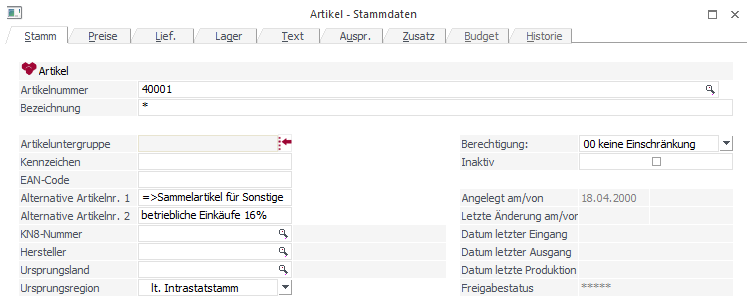 Artikel - Stammdaten
Stamm Preise Lief. Lager Text Auspr. Zusatz Budget Historie
Artikel
Artikelnummer 40001
Bezeichnung *
Artikeluntergruppe Berechtigung: 00 keine Einschränkung
Kennzeichen Inaktiv
EAN-Code
Alternative Artikelnr. 1 =>Sammelartikel für Sonstige Angelegt am/von 18.04.2000
Alternative Artikelnr. 2 betriebliche Einkäufe 16% Letzte Änderung am/vor
KN8-Nummer Datum letzter Eingang
Hersteller Datum letzter Ausgang
Ursprungsland Datum letzte Produktion
Ursprungsregion lt. Intrastatstamm Freigabestatus *****